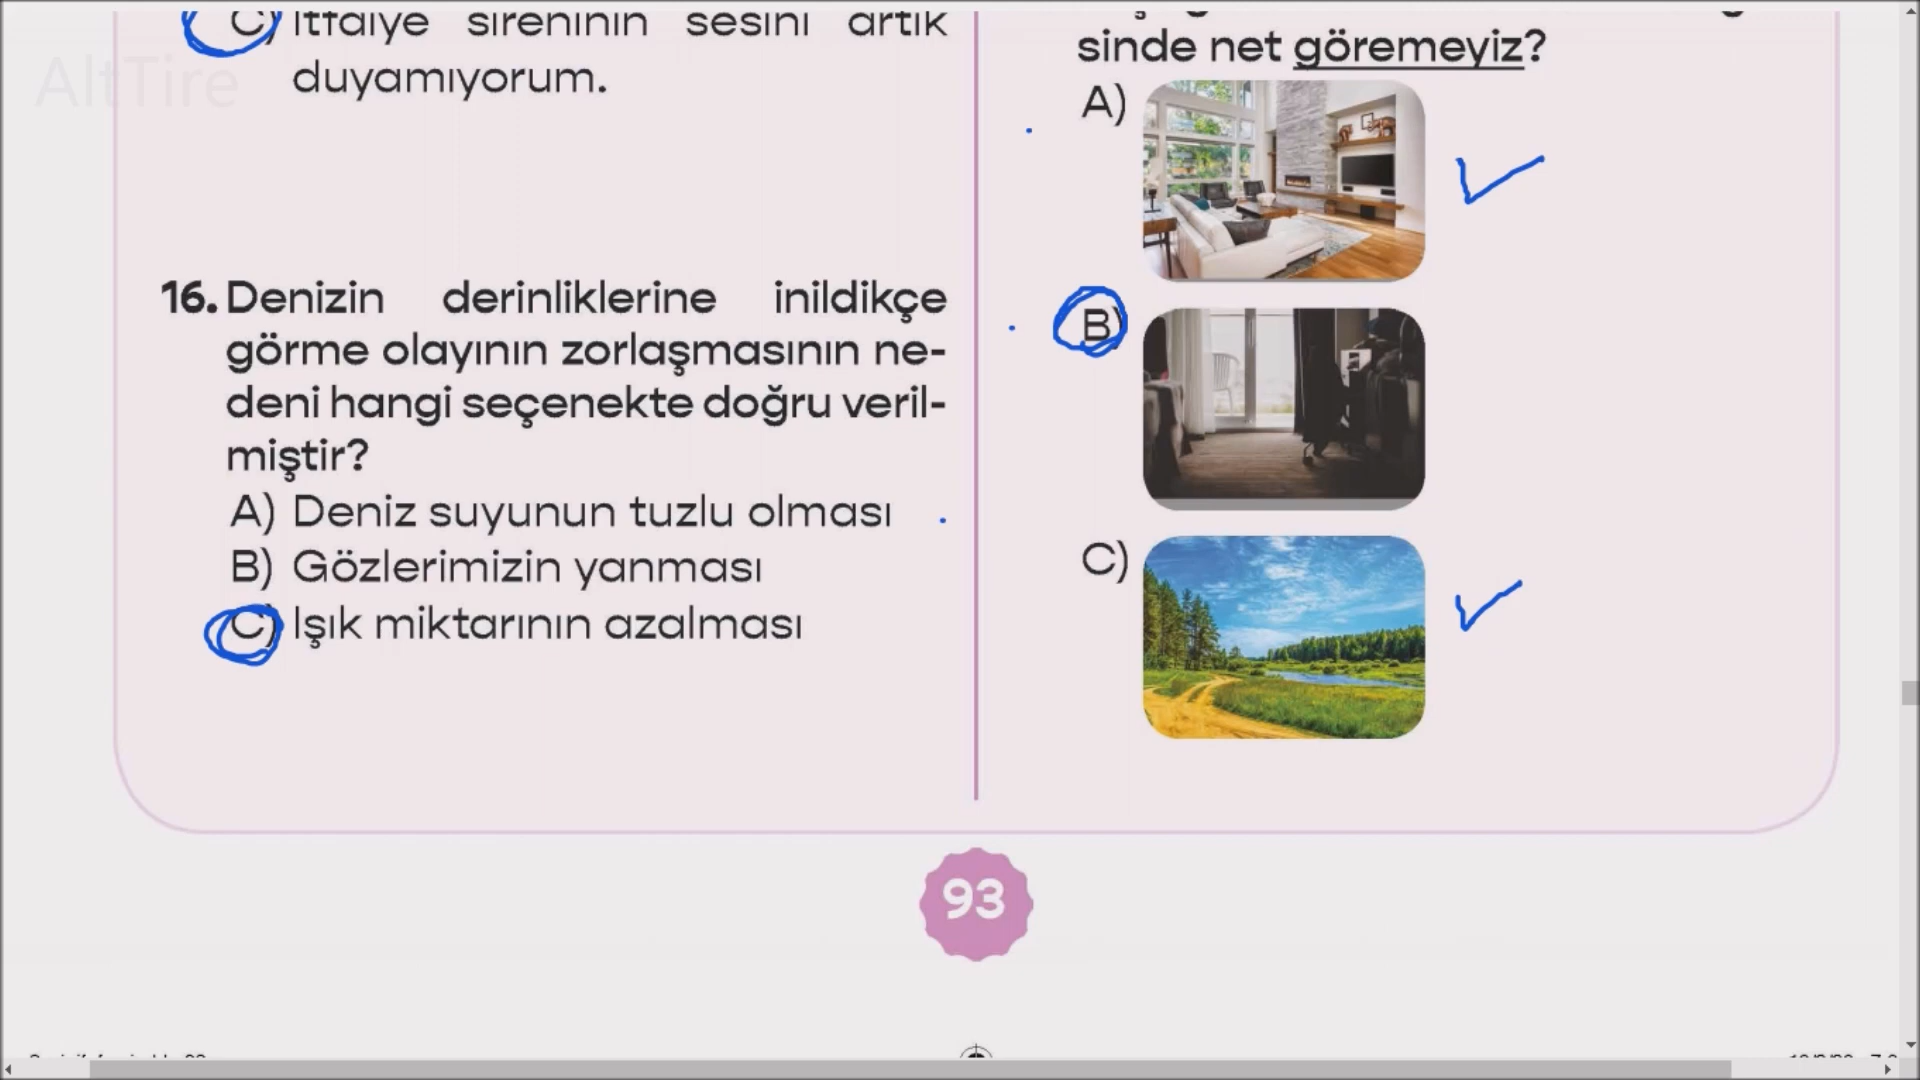 AltTire
C) İtfaiye sireninin sesini artık
duyamıyorum.
16. Denizin derinliklerine inildikçe
görme olayının zorlaşmasının ne-
deni hangi seçenekte doğru veril-
miştir?
A) Deniz suyunun tuzlu olması
B) Gözlerimizin yanması
C) Işık miktarının azalması
sinde net göremeyiz?
A)
B)
C)
93